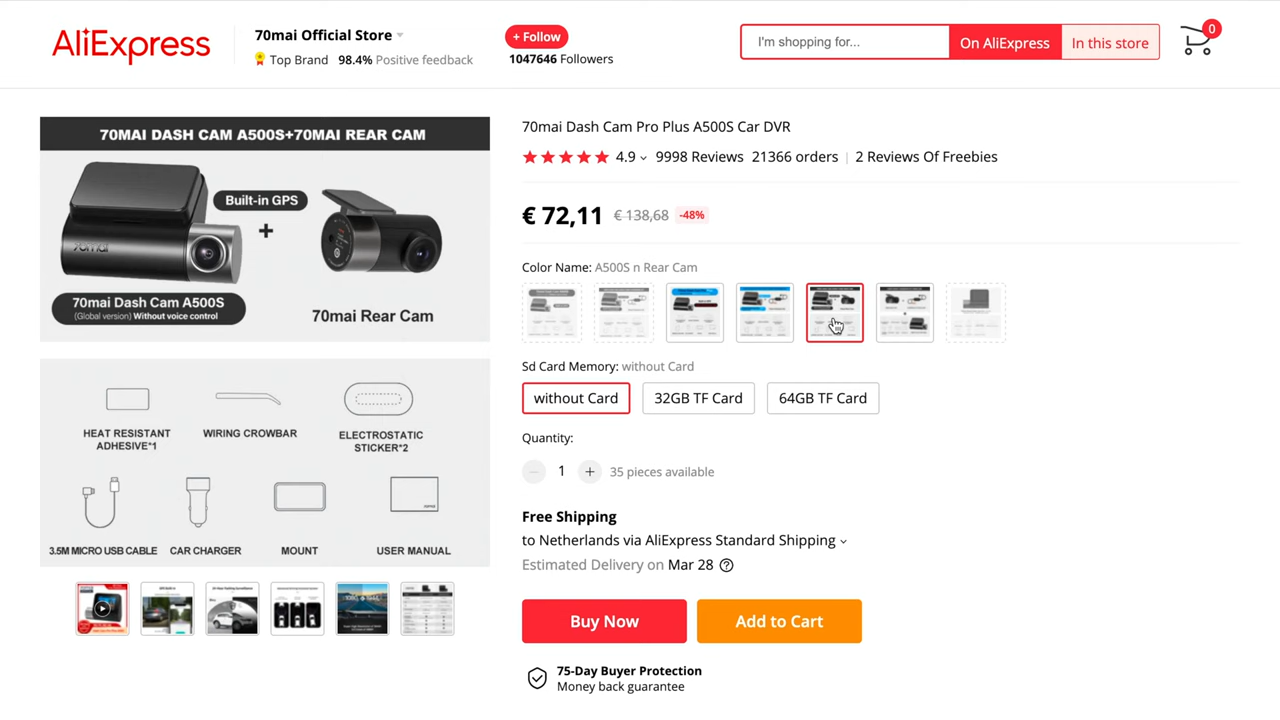 AliExpress
70mai Official Store
Top Brand 98.4% Positive feedback
+ Follow
1047646 Followers
I'm shopping for...
On AliExpress
In this store
0
70MAI DASH CAM A500S+70MAI REAR CAM
Built-in GPS
+
70mai
70mai Dash Cam A500S
(Global version) Without voice control
70mai Rear Cam
HEAT RESISTANT
ADHESIVE*1
WIRING CROWBAR
ELECTROSTATIC
STICKER*2
3.5M MICRO USB CABLE
CAR CHARGER
MOUNT
USER MANUAL
70mai Dash Cam Pro Plus A500S Car DVR
4.9 9998 Reviews 21366 orders | 2 Reviews Of Freebies
€ 72,11 € 138,68 -48%
Color Name: A500S n Rear Cam
Sd Card Memory: without Card
without Card
32GB TF Card
64GB TF Card
Quantity:
− 1 + 35 pieces available
Free Shipping
to Netherlands via AliExpress Standard Shipping
Estimated Delivery on Mar 28 ?
Buy Now
Add to Cart
75-Day Buyer Protection
Money back guarantee